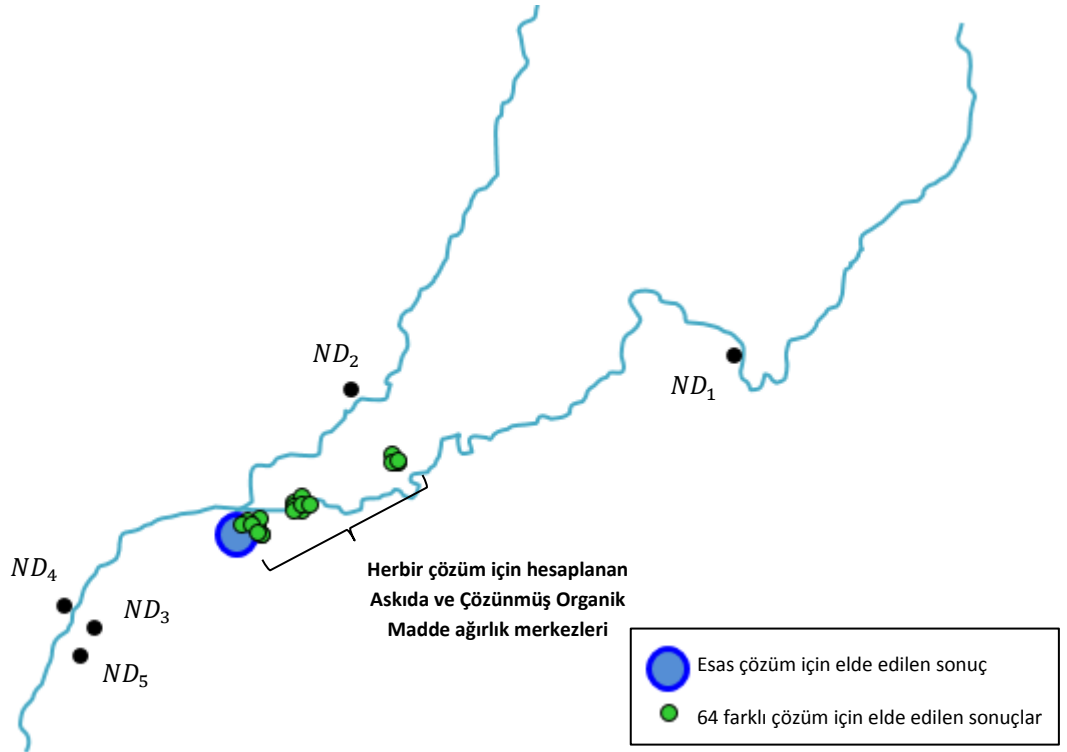 ND₂
ND₁
ND₄
ND₃
ND₅
Herbir çözüm için hesaplanan
Askıda ve Çözünmüş Organik
Madde ağırlık merkezleri
Esas çözüm için elde edilen sonuç
64 farklı çözüm için elde edilen sonuçlar